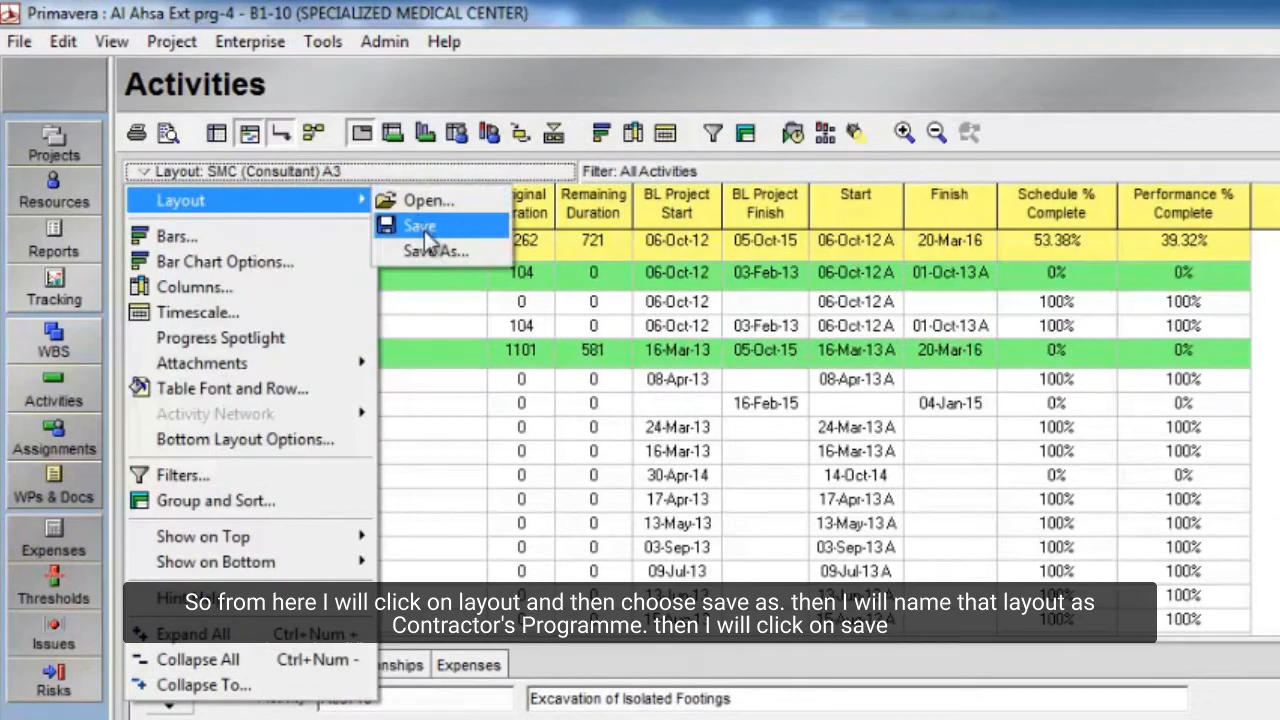 Primavera : Al Ahsa Ext prg-4 - B1-10 (SPECIALIZED MEDICAL CENTER)
File Edit View Project Enterprise Tools Admin Help
Activities
Projects
Resources
Reports
Tracking
WBS
Activities
Assignments
WPs & Docs
Expenses
Thresholds
Issues
Risks
Layout: SMC (Consultant) A3 Filter: All Activities
Layout
Bars...
Bar Chart Options...
Columns...
Timescale...
Progress Spotlight
Attachments
Table Font and Row...
Activity Network
Bottom Layout Options...
Filters...
Group and Sort...
Show on Top
Show on Bottom
Expand All Ctrl+Num +
Collapse All Ctrl+Num -
Collapse To...
Open...
Save
Save As...
Remaining Duration BL Project Start BL Project Finish Start Finish Schedule % Complete Performance % Complete
262 721 06-Oct-12 05-Oct-15 06-Oct-12 A 20-Mar-16 53.38% 39.32%
104 0 06-Oct-12 03-Feb-13 06-Oct-12 A 01-Oct-13 A 0% 0%
0 0 06-Oct-12 06-Oct-12 A 100% 100%
104 0 06-Oct-12 03-Feb-13 06-Oct-12 A 01-Oct-13 A 100% 100%
1101 581 16-Mar-13 05-Oct-15 16-Mar-13 A 20-Mar-16 0% 0%
0 0 08-Apr-13 08-Apr-13 A 100% 100%
0 0 16-Feb-15 04-Jan-15 100% 0%
0 0 24-Mar-13 24-Mar-13 A 100% 100%
0 0 16-Mar-13 16-Mar-13 A 100% 100%
0 0 30-Apr-14 14-Oct-14 0% 0%
0 0 17-Apr-13 17-Apr-13 A 100% 100%
0 0 13-May-13 13-May-13 A 100% 100%
0 0 03-Sep-13 03-Sep-13 A 100% 100%
0 0 09-Jul-13 09-Jul-13 A 100% 100%
So from here I will click on layout and then choose save as. then I will name that layout as
Contractor's Programme. then I will click on save
Expenses
Excavation of Isolated Footings